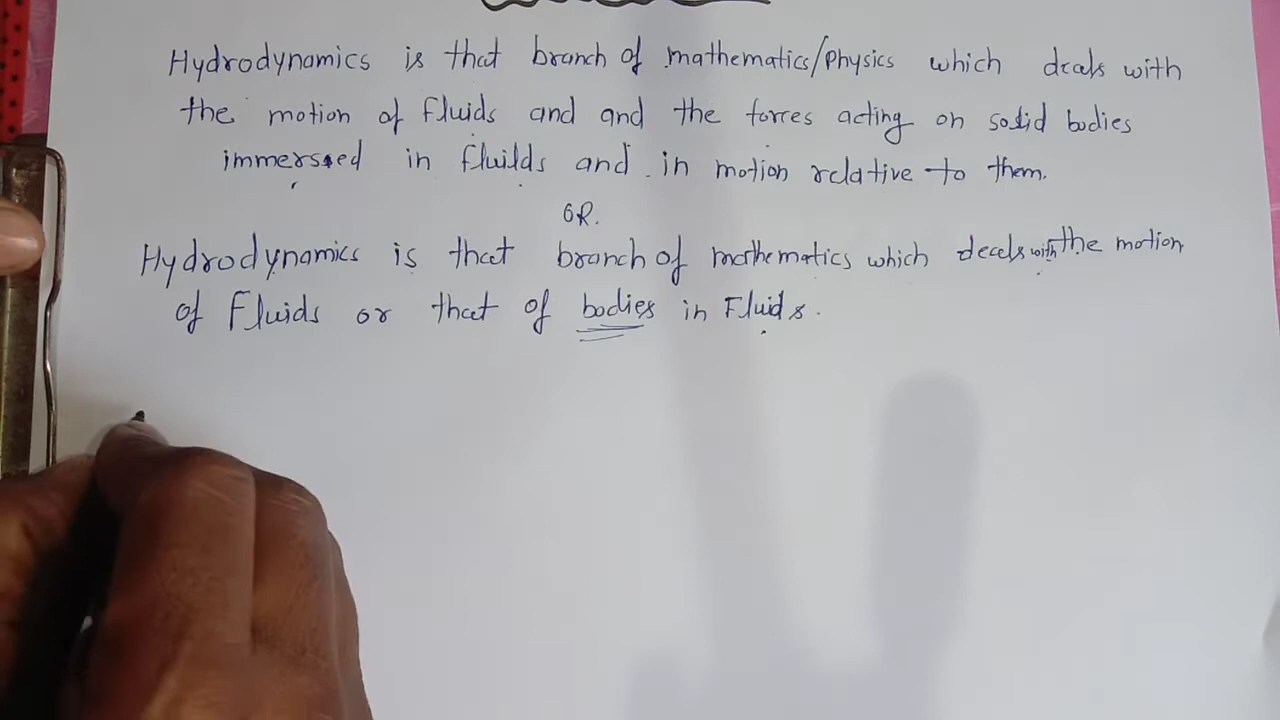 Hydrodynamics is that branch of mathematics/Physics which deals with
the motion of Fluids and and the forces acting on solid bodies
immersed in fluilds and in motion relative to them.
OR.
Hydrodynamics is that branch of mathematics which deals with the motion
of Fluids or that of bodies in Fluids.